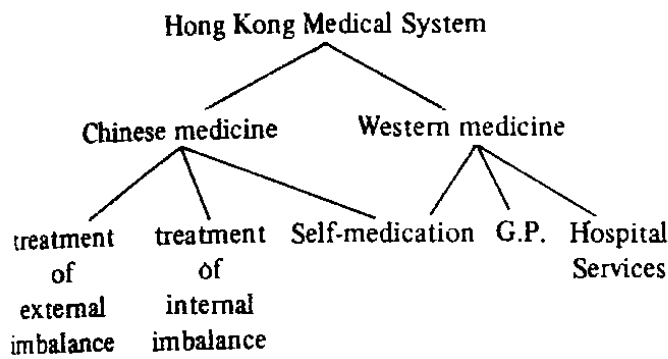 Hong Kong Medical System
Chinese medicine
Western medicine
treatment
of
external
imbalance
treatment
of
internal
imbalance
Self-medication
G.P.
Hospital
Services